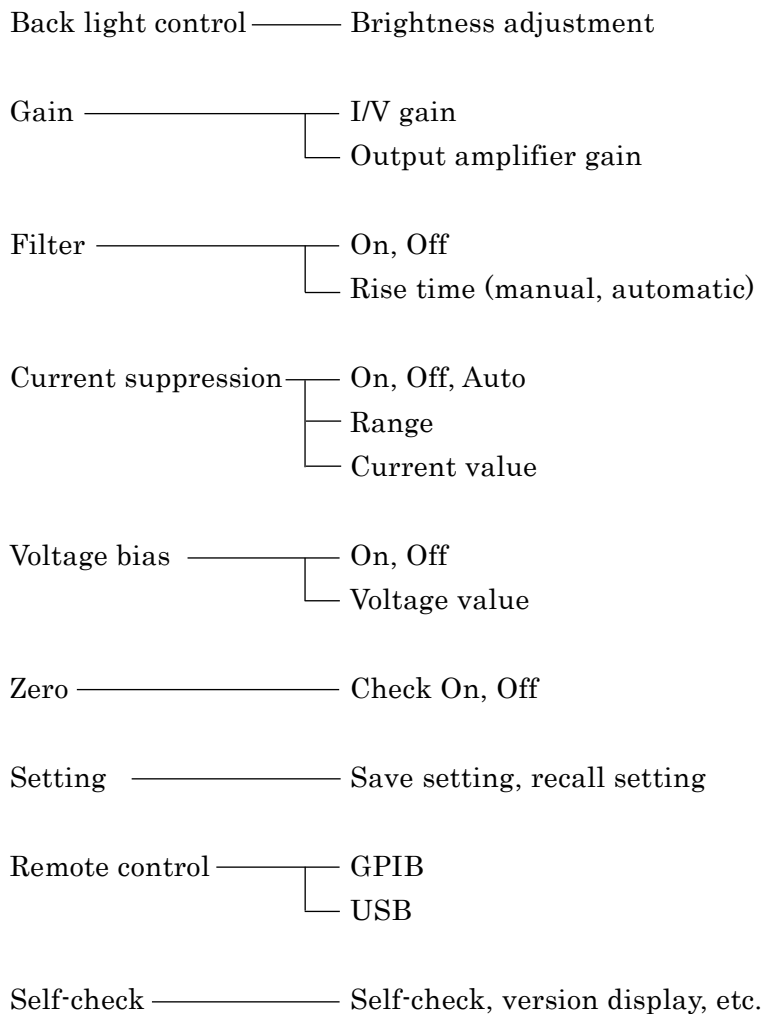 Back light control Brightness adjustment
Gain I/V gain
Output amplifier gain
Filter On, Off
Rise time (manual, automatic)
Current suppression On, Off, Auto
Range
Current value
Voltage bias On, Off
Voltage value
Zero Check On, Off
Setting Save setting, recall setting
Remote control GPIB
USB
Self-check Self-check, version display, etc.